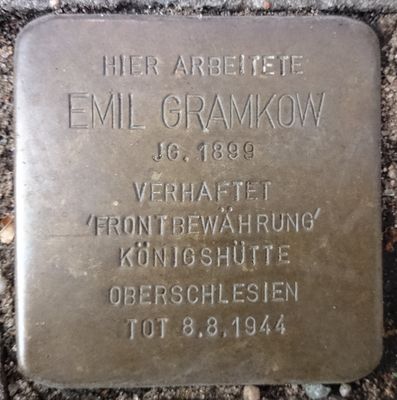 HIER ARBEITETE
EMIL GRAMKOW
JG. 1899
VERHAFTET
'FRONTBEWÄHRUNG'
KÖNIGSHÜTTE
OBERSCHLESIEN
TOT 8.8.1944